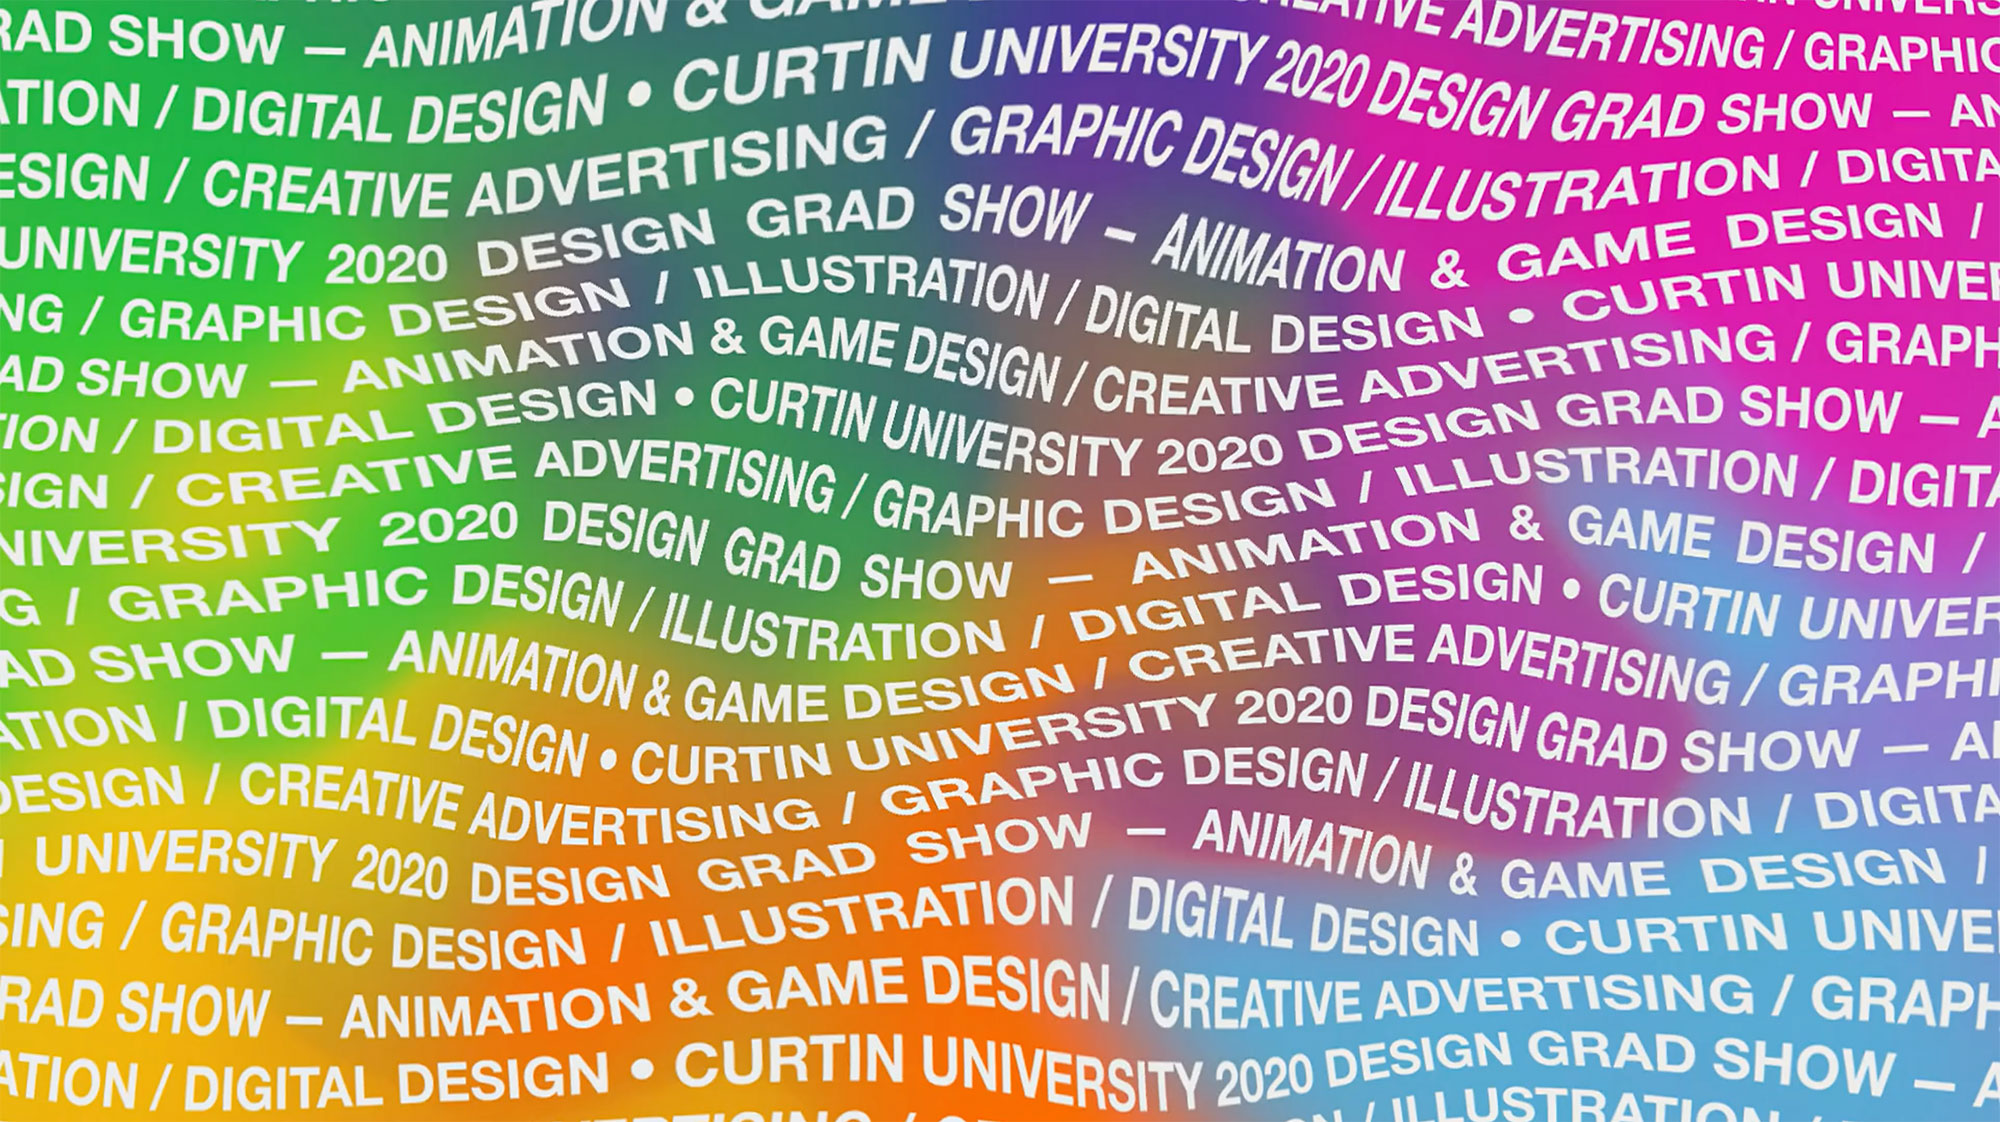 ANIMATION & GAME CREATIVE ADVERTISING / GRAPHIC
RAD SHOW — ANIMATION &
ATION / DIGITAL DESIGN • CURTIN UNIVERSITY 2020 DESIGN GRAD SHOW — AN
ESIGN / CREATIVE ADVERTISING / GRAPHIC DESIGN / ILLUSTRATION / DIGITA
UNIVERSITY 2020 DESIGN GRAD SHOW – ANIMATION & GAME DESIGN /
NG / GRAPHIC DESIGN / ILLUSTRATION / DIGITAL DESIGN • CURTIN UNIVER
AD SHOW — ANIMATION & GAME DESIGN / CREATIVE ADVERTISING / GRAPH
TION / DIGITAL DESIGN • CURTIN UNIVERSITY 2020 DESIGN GRAD SHOW — A
SIGN / CREATIVE ADVERTISING / GRAPHIC DESIGN / ILLUSTRATION / DIGITA
NIVERSITY 2020 DESIGN GRAD SHOW — ANIMATION & GAME DESIGN /
G / GRAPHIC DESIGN / ILLUSTRATION / DIGITAL DESIGN • CURTIN UNIVER
AD SHOW — ANIMATION & GAME DESIGN / CREATIVE ADVERTISING / GRAPHI
ATION / DIGITAL DESIGN • CURTIN UNIVERSITY 2020 DESIGN GRAD SHOW — AN
DESIGN / CREATIVE ADVERTISING / GRAPHIC DESIGN / ILLUSTRATION / DIGITA
UNIVERSITY 2020 DESIGN GRAD SHOW — ANIMATION & GAME DESIGN /
SING / GRAPHIC DESIGN / ILLUSTRATION / DIGITAL DESIGN • CURTIN UNIVE
RAD SHOW — ANIMATION & GAME DESIGN / CREATIVE ADVERTISING / GRAPH
ATION / DIGITAL DESIGN • CURTIN UNIVERSITY 2020 DESIGN GRAD SHOW — A
/ ILLUSTRATION /